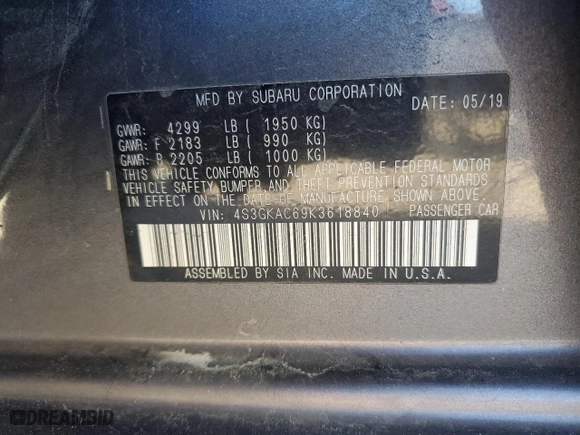 MFD BY SUBARU CORPORATION
DATE: 05/19
GVWR: 4299 LB ( 1950 KG)
GAWR: F 2183 LB ( 990 KG)
GAWR: R 2205 LB ( 1000 KG)
THIS VEHICLE CONFORMS TO ALL APPLICABLE FEDERAL MOTOR
VEHICLE SAFETY, BUMPER AND THEFT PREVENTION STANDARDS
IN EFFECT ON THE DATE OF MANUFACTURE SHOWN ABOVE.
VIN: 4S3GKAC69K3618840 PASSENGER CAR
ASSEMBLED BY SIA INC. MADE IN U.S.A.
DREAMBID